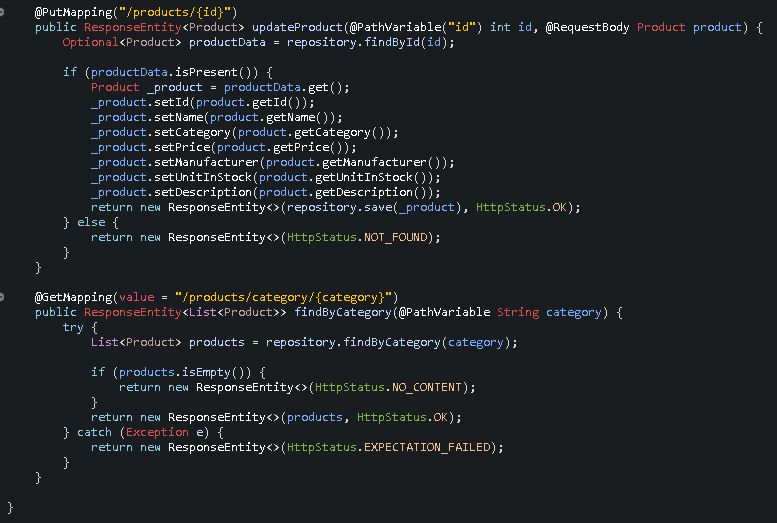 @PutMapping("/products/{id}")
public ResponseEntity<Product> updateProduct(@PathVariable("id") int id, @RequestBody Product product) {
Optional<Product> productData = repository.findById(id);
if (productData.isPresent()) {
Product _product = productData.get();
_product.setId(product.getId());
_product.setName(product.getName());
_product.setCategory(product.getCategory());
_product.setPrice(product.getPrice());
_product.setManufacturer(product.getManufacturer());
_product.setUnitInStock(product.getUnitInStock());
_product.setDescription(product.getDescription());
return new ResponseEntity<>(repository.save(_product), HttpStatus.OK);
} else {
return new ResponseEntity<>(HttpStatus.NOT_FOUND);
}
}
@GetMapping(value = "/products/category/{category}")
public ResponseEntity<List<Product>> findByCategory(@PathVariable String category) {
try {
List<Product> products = repository.findByCategory(category);
if (products.isEmpty()) {
return new ResponseEntity<>(HttpStatus.NO_CONTENT);
}
return new ResponseEntity<>(products, HttpStatus.OK);
} catch (Exception e) {
return new ResponseEntity<>(HttpStatus.EXPECTATION_FAILED);
}
}
}